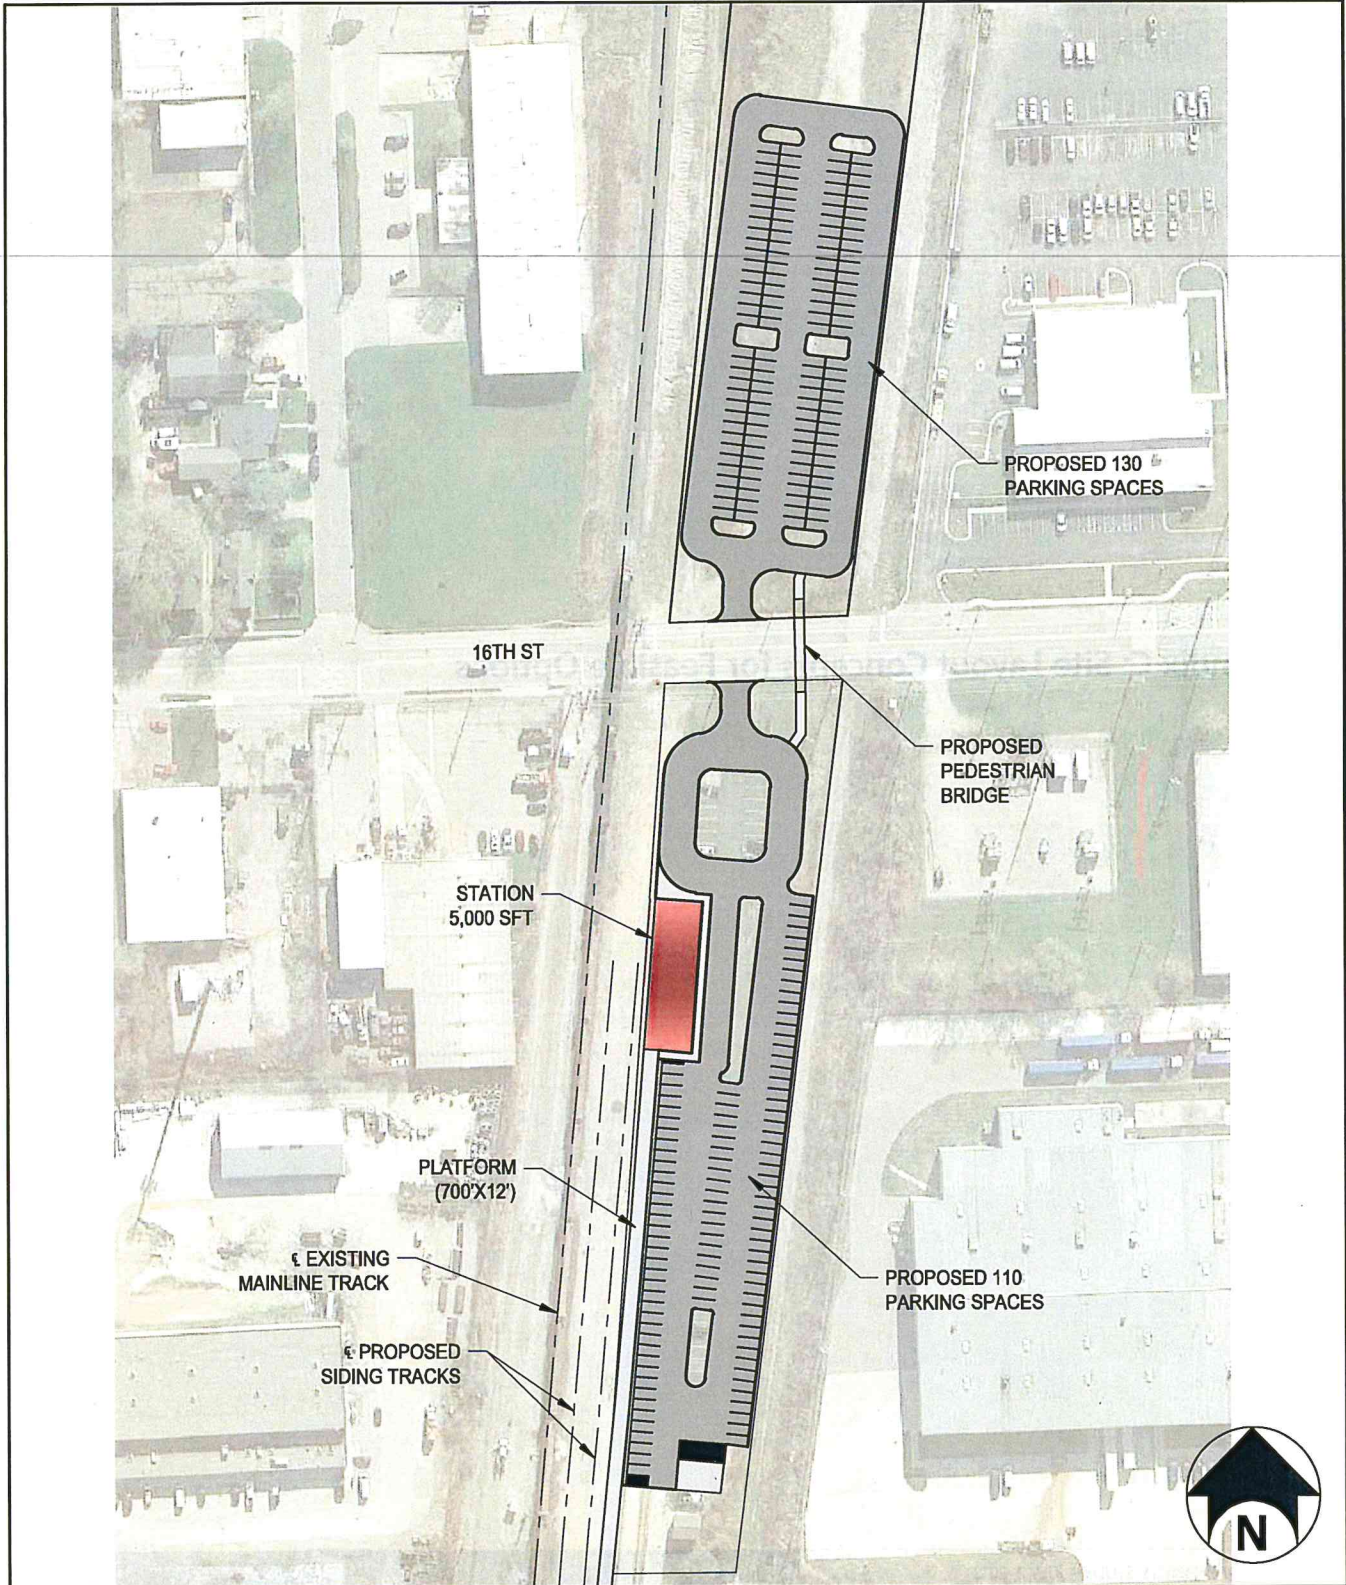 PROPOSED 130
PARKING SPACES
16TH ST
PROPOSED
PEDESTRIAN
BRIDGE
STATION
5,000 SFT
PLATFORM
(700'X12')
℄ EXISTING
MAINLINE TRACK
℄ PROPOSED
SIDING TRACKS
PROPOSED 110
PARKING SPACES
N